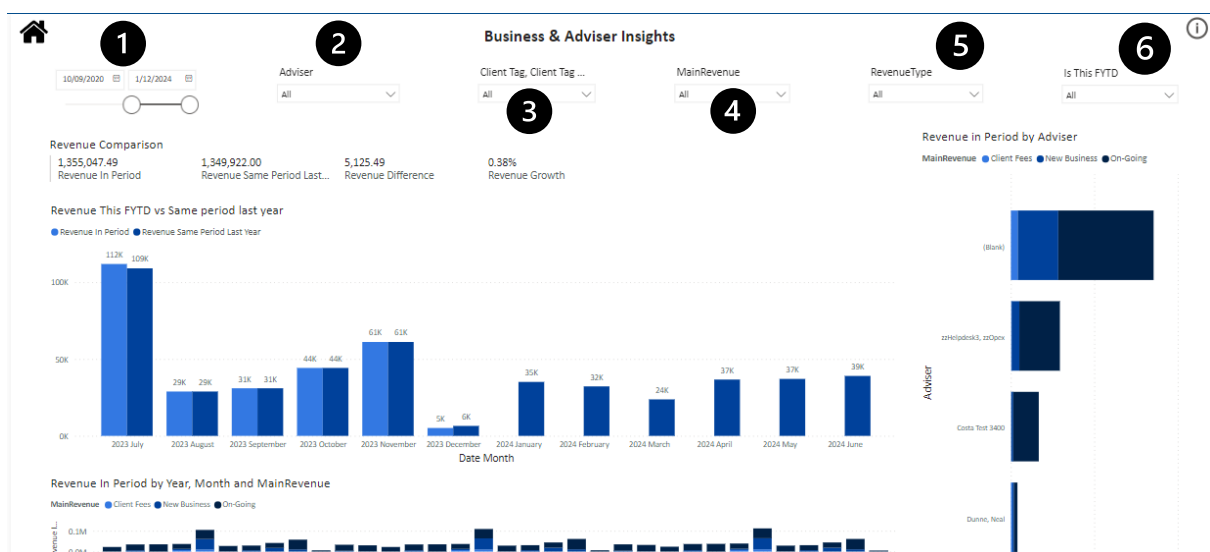 1
2
Business & Adviser Insights
5
6
10/09/2020
1/12/2024
Adviser
All
Client Tag, Client Tag ...
All
3
MainRevenue
All
4
RevenueType
All
Is This FYTD
All
Revenue Comparison
1,355,047.49
Revenue In Period
1,349,922.00
Revenue Same Period Last...
5,125.49
Revenue Difference
0.38%
Revenue Growth
Revenue This FYTD vs Same period last year
Revenue In Period Revenue Same Period Last Year
100K
50K
0K
112K 109K
29K 29K
31K 31K
44K 44K
61K 61K
5K 6K
35K
32K
24K
37K
37K
39K
2023 July 2023 August 2023 September 2023 October 2023 November 2023 December 2024 January 2024 February 2024 March 2024 April 2024 May 2024 June
Date Month
Revenue In Period by Year, Month and MainRevenue
MainRevenue Client Fees New Business On-Going
0.1M
0.0M
Revenue in Period by Adviser
MainRevenue Client Fees New Business On-Going
Adviser
(Blank)
zzHelpdesk3, zzOpex
Costa Test 3400
Dunne, Neal